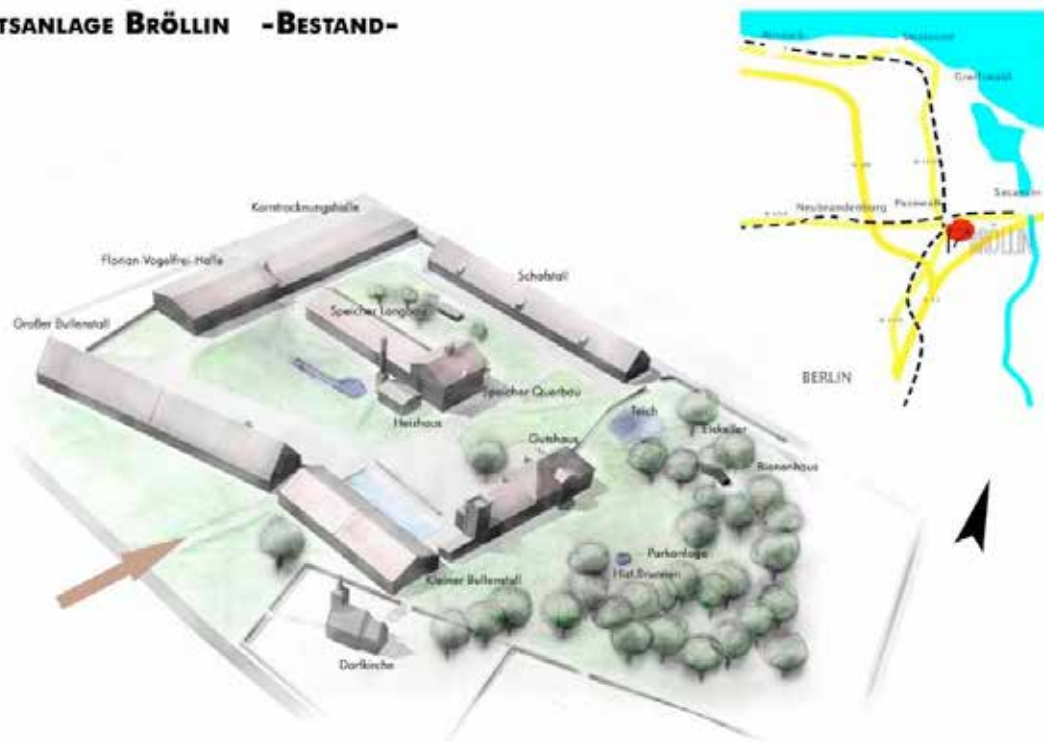 TSANLAGE BRÖLLIN -BESTAND-
Korntrocknungshalle
Florian-Vogelfrei-Halle
Großer Bullenstall
Schafstall
Speicher Langbau
Speicher Querbau
Heizhaus
Gutshaus
Teich
Eiskeller
Bienenhaus
Parkanlage
Hist.Brunnen
Kleiner Bullenstall
Dorfkirche
Greifswald
Neubrandenburg
Pasewalk
BRÖLLIN
BERLIN